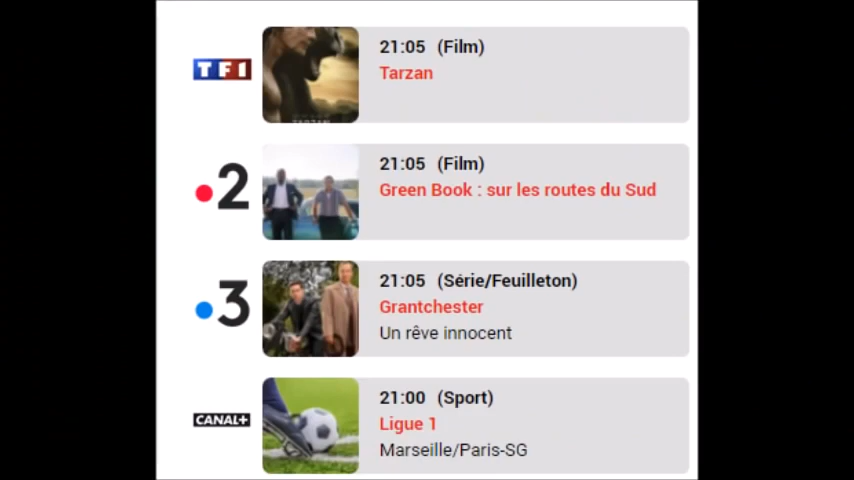 TF1
21:05 (Film)
Tarzan
2
21:05 (Film)
Green Book : sur les routes du Sud
3
21:05 (Série/Feuilleton)
Grantchester
Un rêve innocent
CANAL+
21:00 (Sport)
Ligue 1
Marseille/Paris-SG